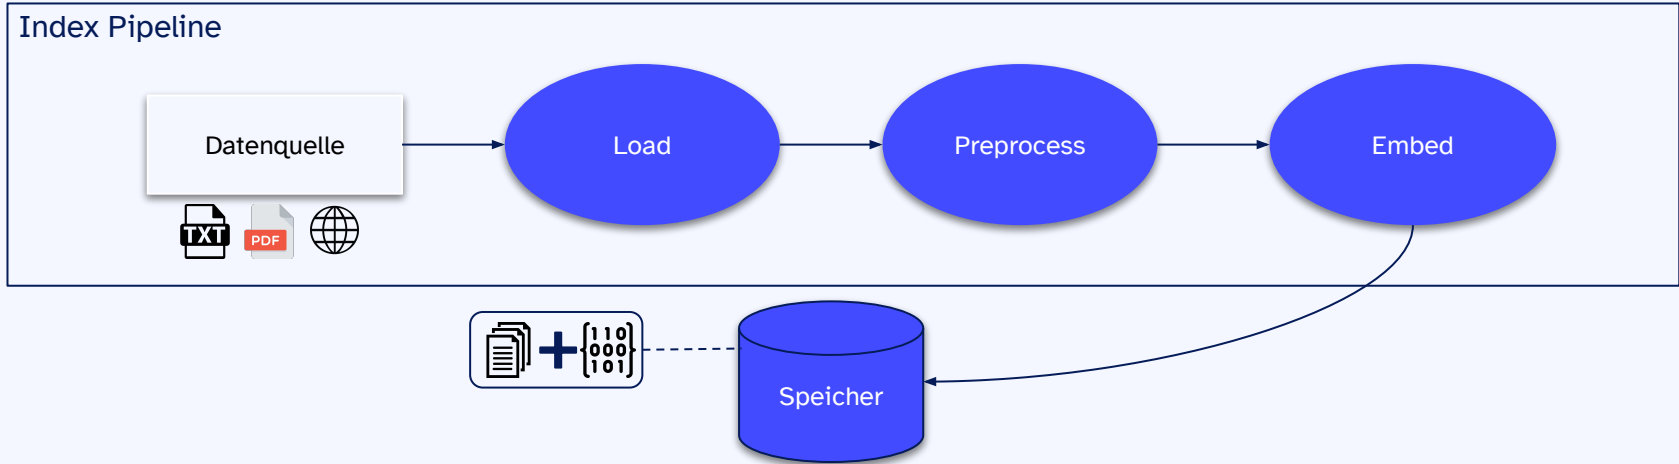 Index Pipeline
Datenquelle
Load
Preprocess
Embed
TXT
PDF
110
000
101
Speicher